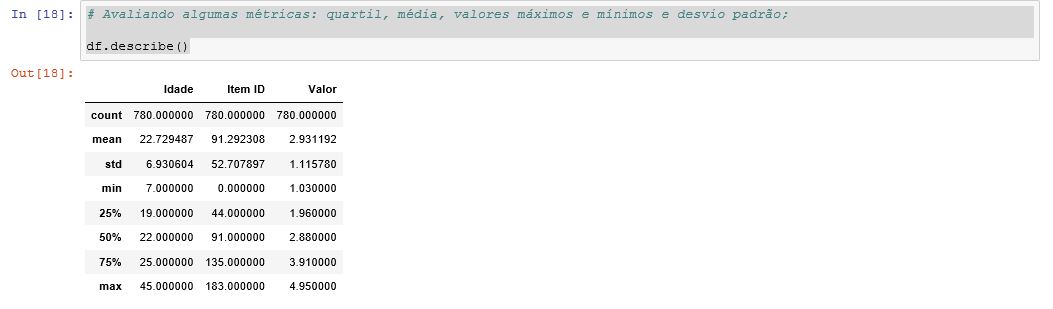 In [18]: # Avaliando algumas métricas: quartil, média, valores máximos e mínimos e desvio padrão;
df.describe()
Out[18]:
Idade Item ID Valor
count 780.000000 780.000000 780.000000
mean 22.729487 91.292308 2.931192
std 6.930604 52.707897 1.115780
min 7.000000 0.000000 1.030000
25% 19.000000 44.000000 1.960000
50% 22.000000 91.000000 2.880000
75% 25.000000 135.000000 3.910000
max 45.000000 183.000000 4.950000